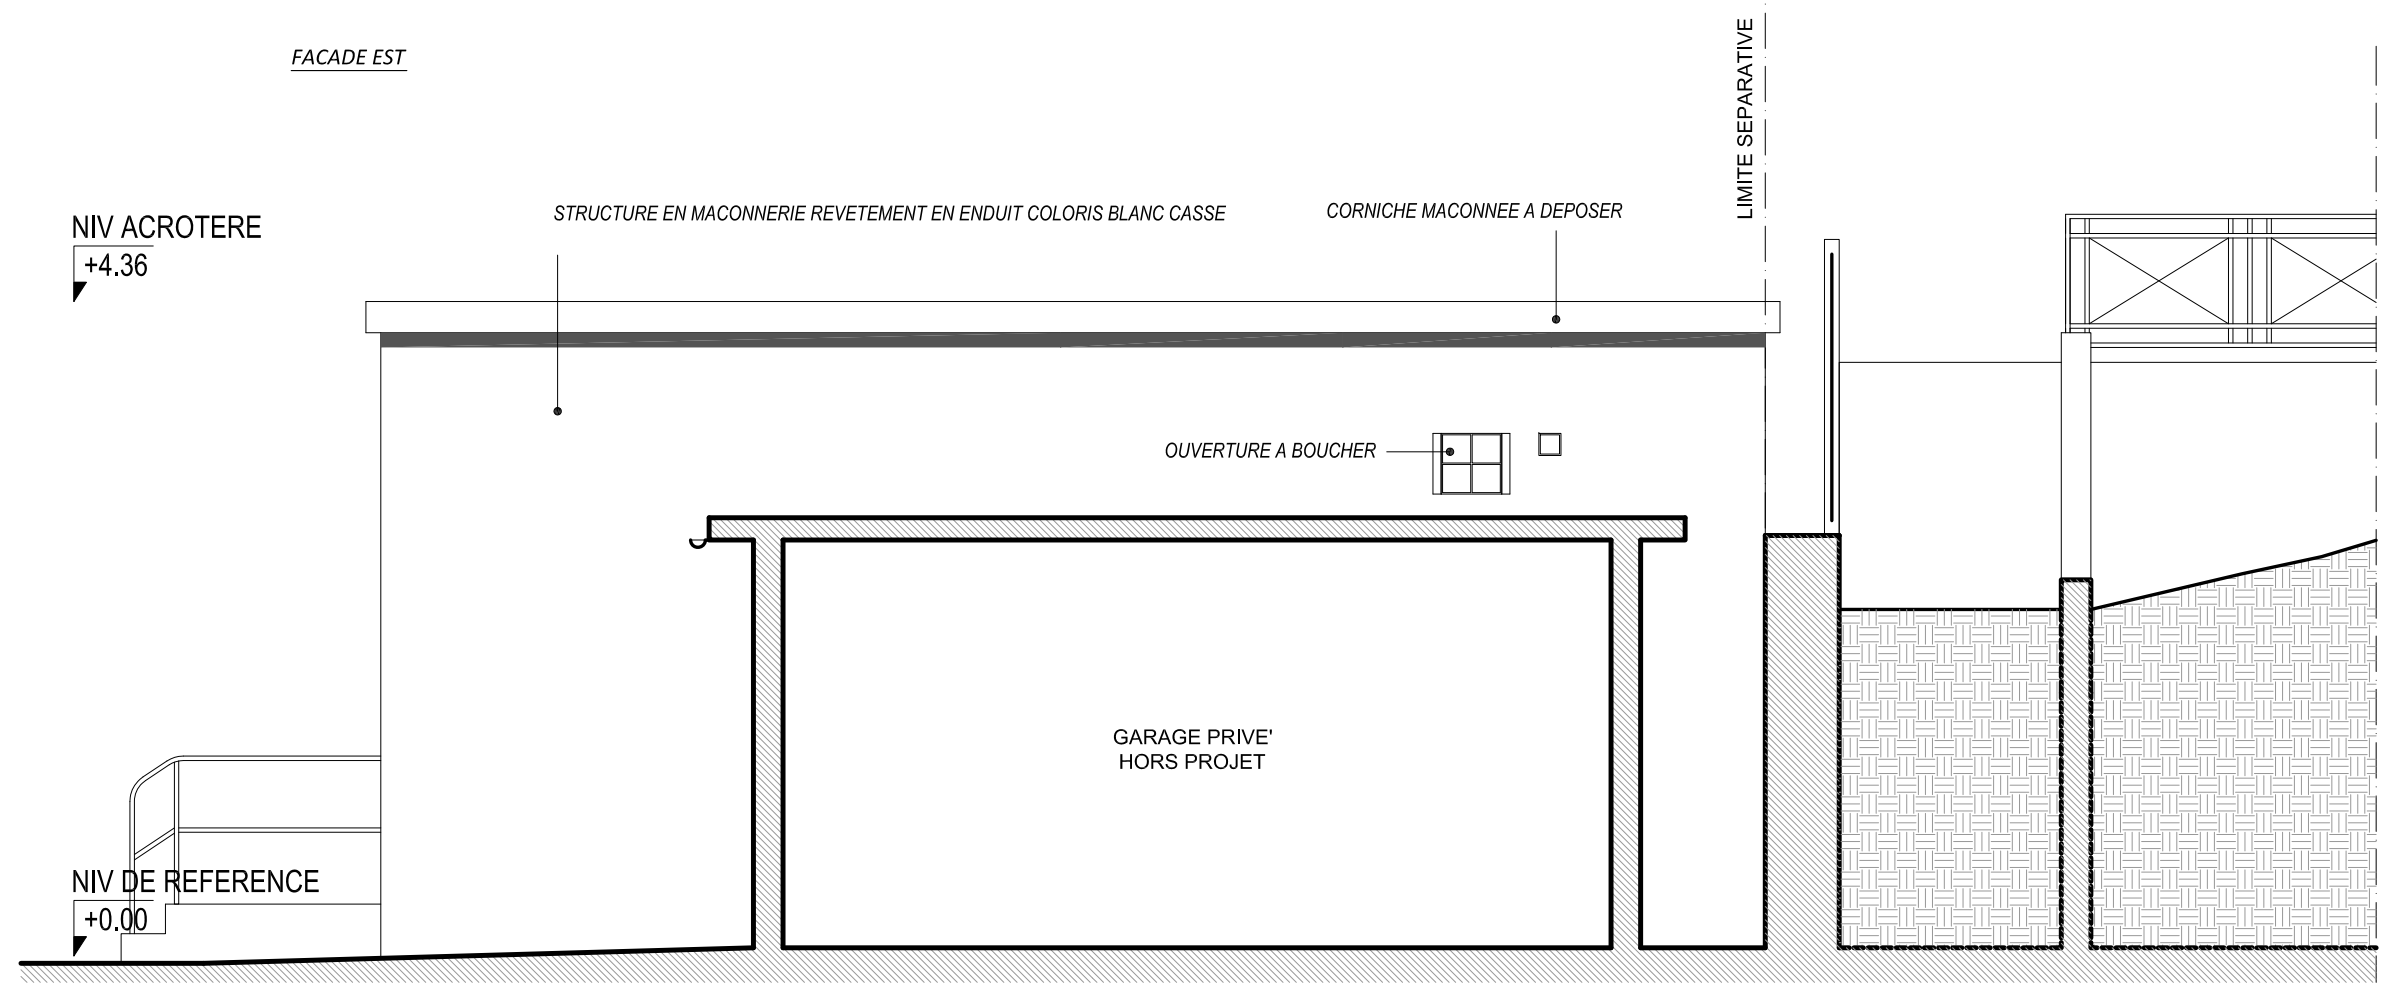 FACADE EST
LIMITE SEPARATIVE
NIV ACROTERE
+4.36
STRUCTURE EN MACONNERIE REVETEMENT EN ENDUIT COLORIS BLANC CASSE
CORNICHE MACONNEE A DEPOSER
OUVERTURE A BOUCHER
GARAGE PRIVE'
HORS PROJET
NIV DE REFERENCE
+0.00